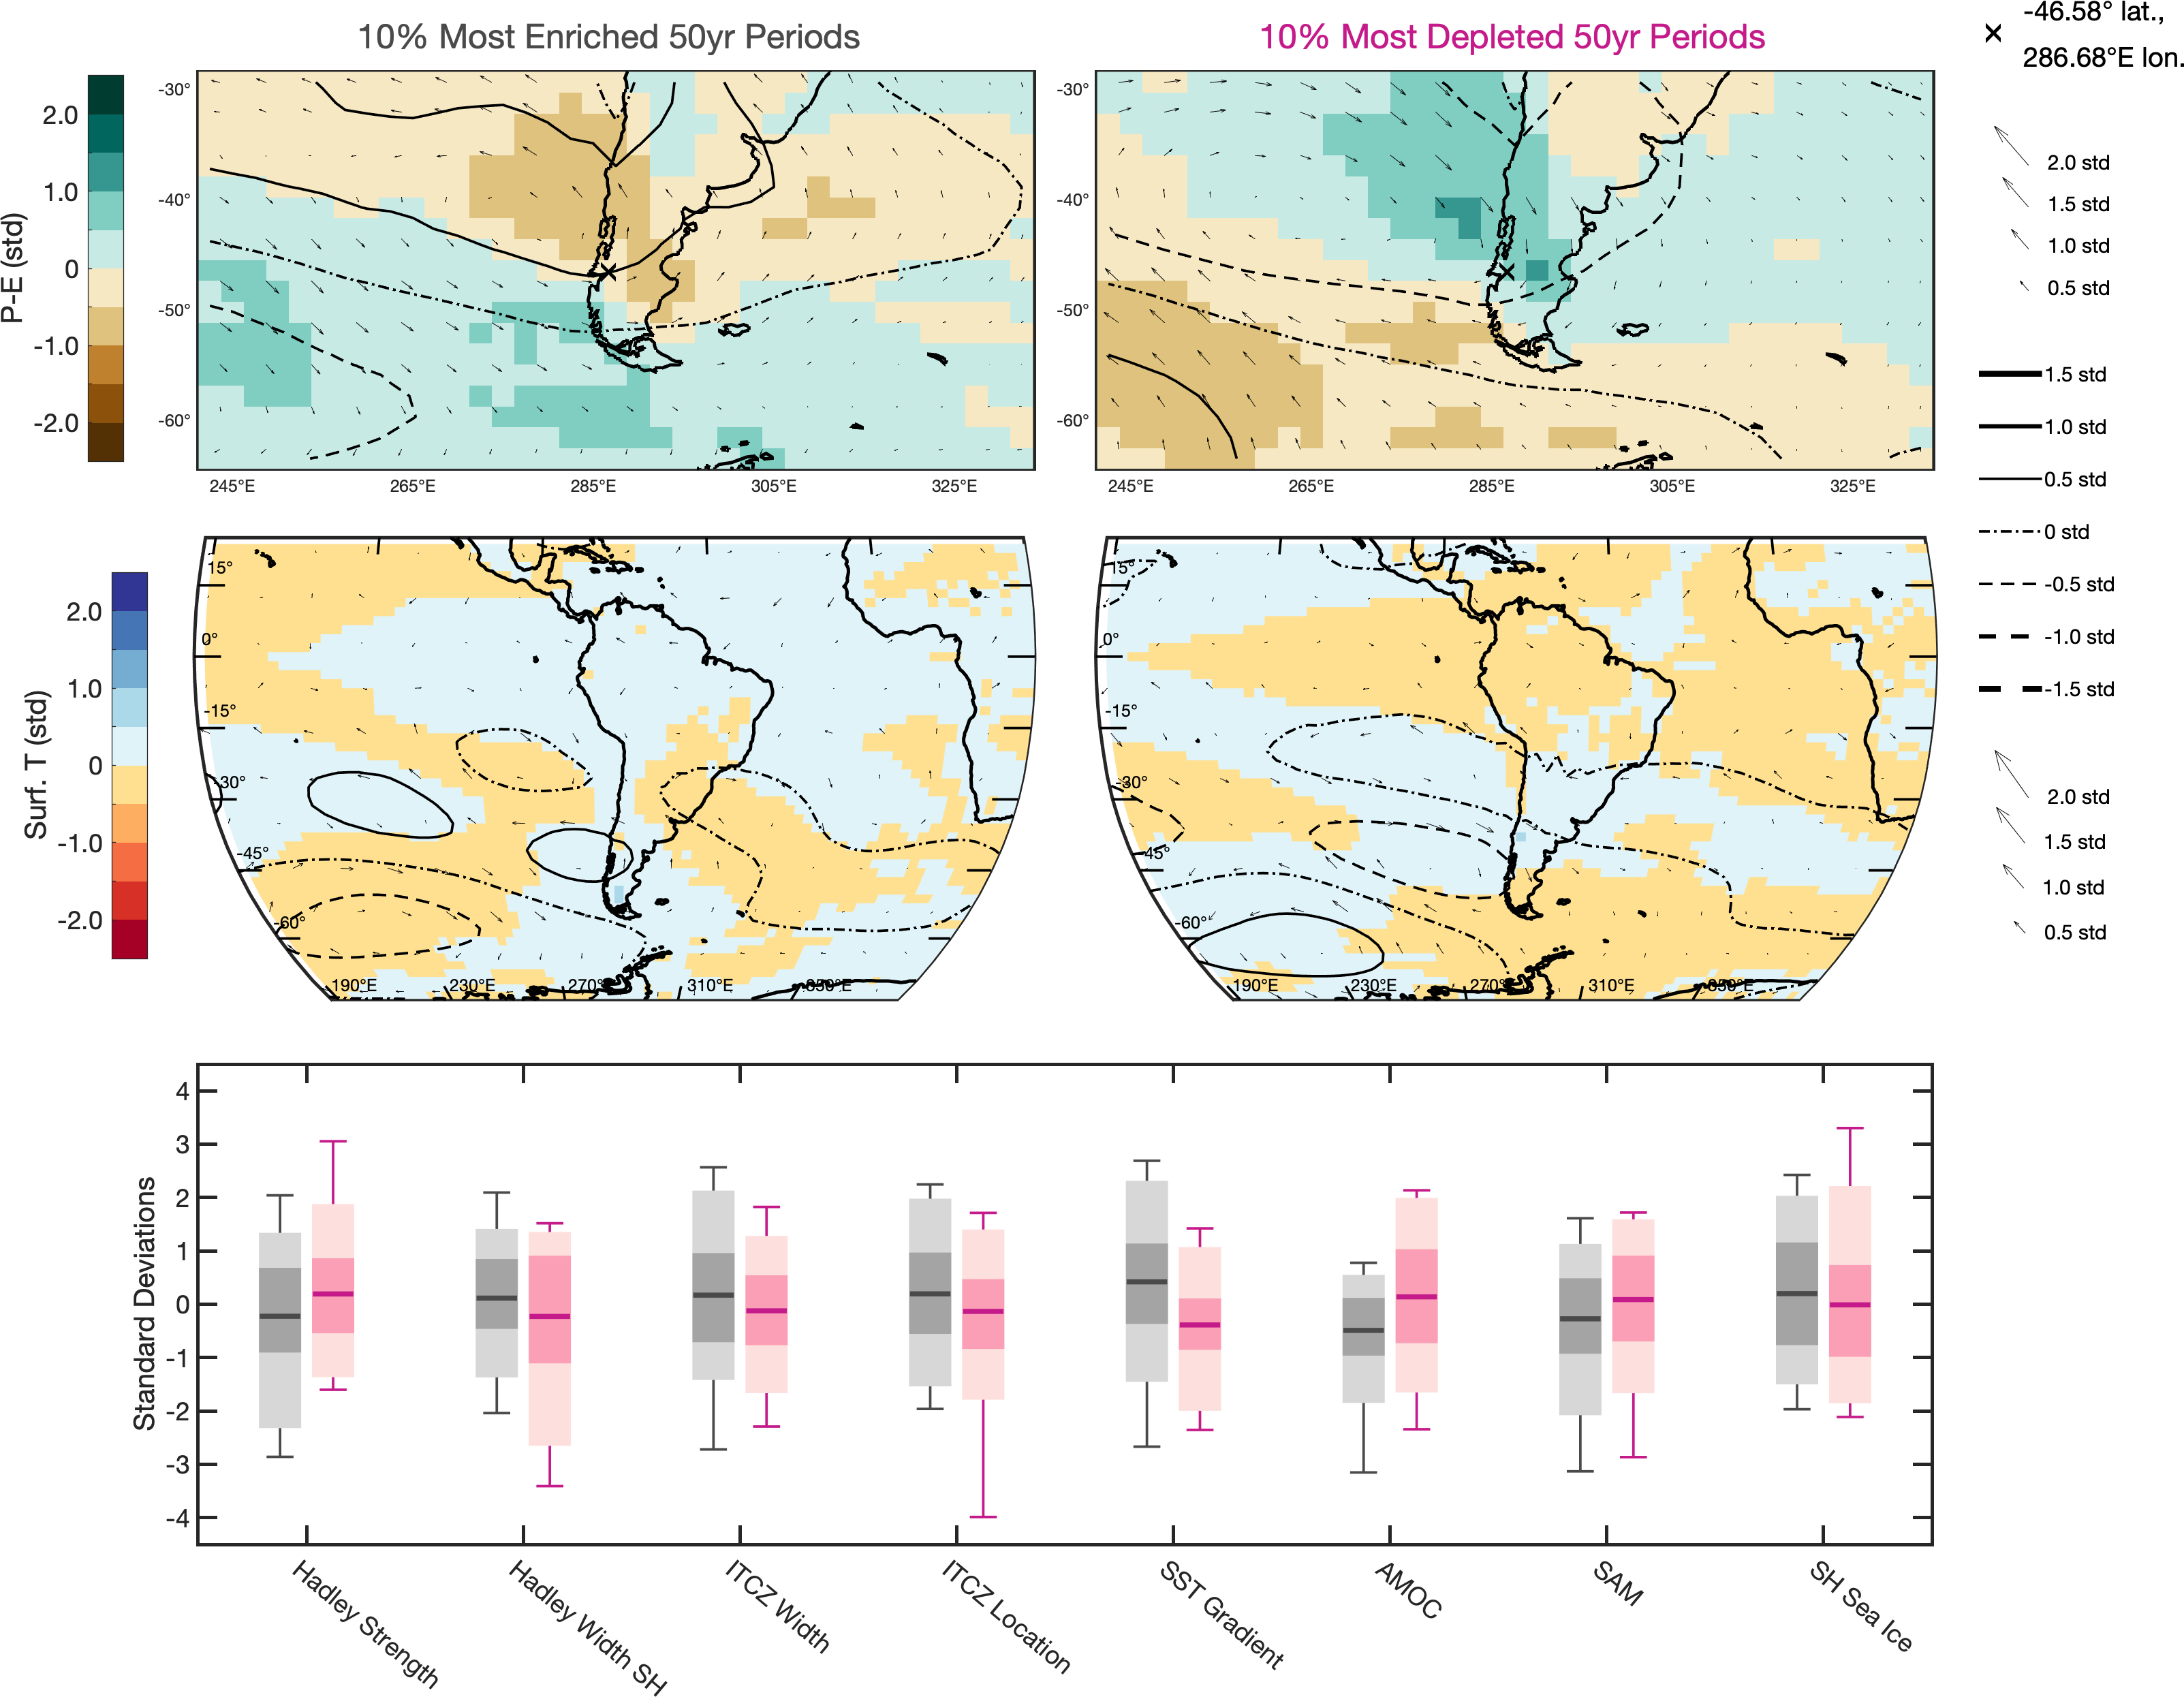 10% Most Enriched 50yr Periods
10% Most Depleted 50yr Periods
-46.58° lat.,
286.68°E lon.
P-E (std)
2.0
1.0
0
-1.0
-2.0
-30°
-40°
-50°
-60°
245°E
265°E
285°E
305°E
325°E
-30°
-40°
-50°
-60°
245°E
265°E
285°E
305°E
325°E
2.0 std
1.5 std
1.0 std
0.5 std
1.5 std
1.0 std
0.5 std
0 std
-0.5 std
-1.0 std
-1.5 std
Surf. T (std)
2.0
1.0
0
-1.0
-2.0
15°
0°
-15°
-30°
-45°
-60°
190°E
230°E
270°
310°E
350°E
15°
0°
-15°
-30°
-45°
-60°
190°E
230°E
270°
310°E
350°E
2.0 std
1.5 std
1.0 std
0.5 std
Standard Deviations
4
3
2
1
0
-1
-2
-3
-4
Hadley Strength
Hadley Width SH
ITCZ Width
ITCZ Location
SST Gradient
AMOC
SAM
SH Sea Ice